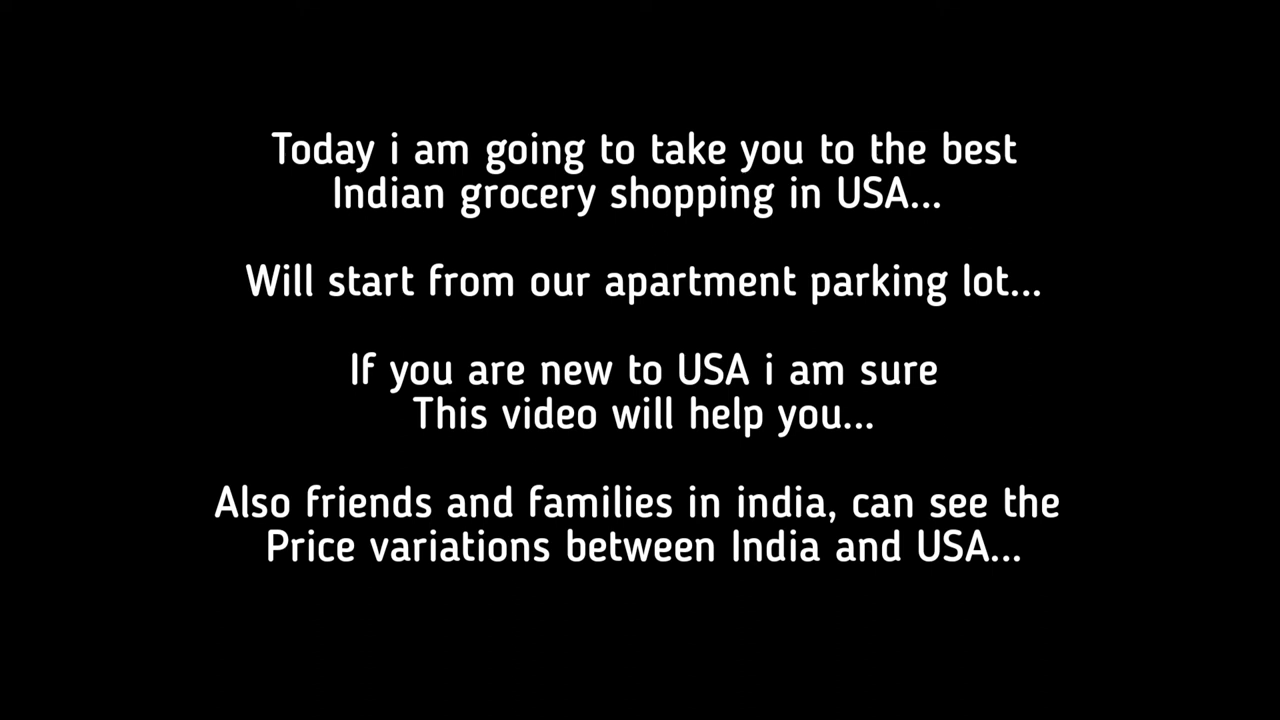 Today i am going to take you to the best
Indian grocery shopping in USA...
Will start from our apartment parking lot...
If you are new to USA i am sure
This video will help you...
Also friends and families in india, can see the
Price variations between India and USA...